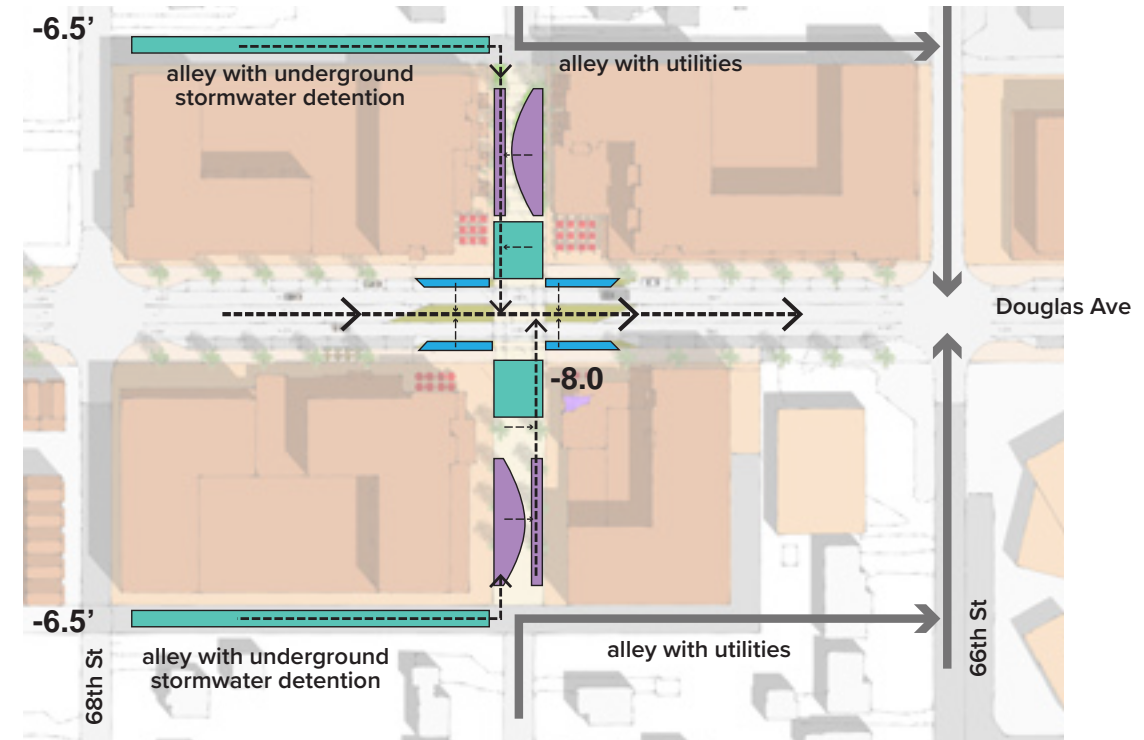 -6.5’
alley with underground
stormwater detention
alley with utilities
Douglas Ave
-8.0
-6.5’
alley with underground
stormwater detention
alley with utilities
68th St
66th St